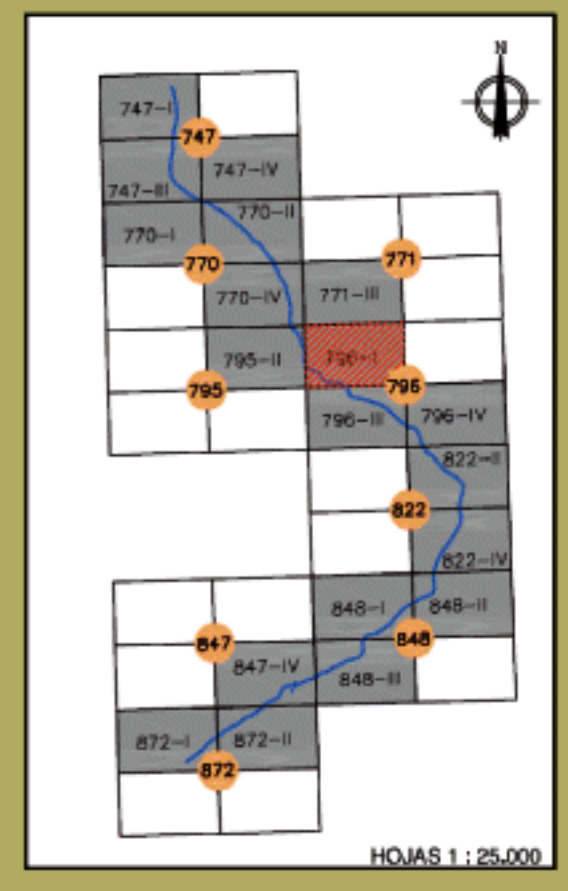 N
747-I
747
747-IV
747-III
770-II
770-I
771
770
770-IV
771-III
795-II
796-I
795
796
796-III
796-IV
822-II
822
822-IV
848-I
848-II
847
848
847-IV
848-III
872-I
872-II
872
HOJAS 1 : 25.000